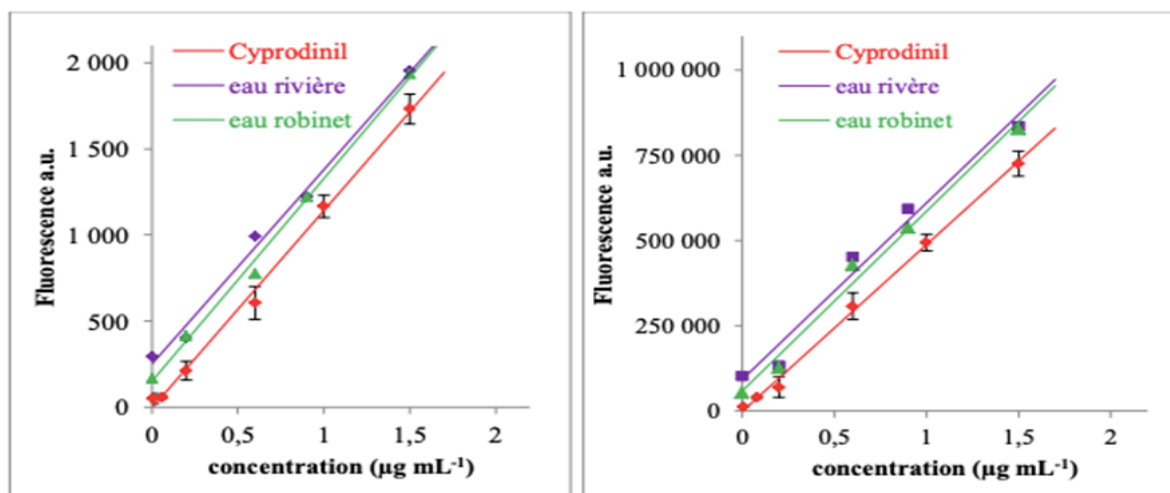 Cyprodinil
eau rivière
eau robinet
2 000
1 500
1 000
500
0
Fluorescence a.u.
0
0,5
1
1,5
2
concentration (µg mL⁻¹)
Cyprodinil
eau rivère
eau robinet
1 000 000
750 000
500 000
250 000
0
Fluorescence a.u.
0
0,5
1
1,5
2
concentration (µg mL⁻¹)